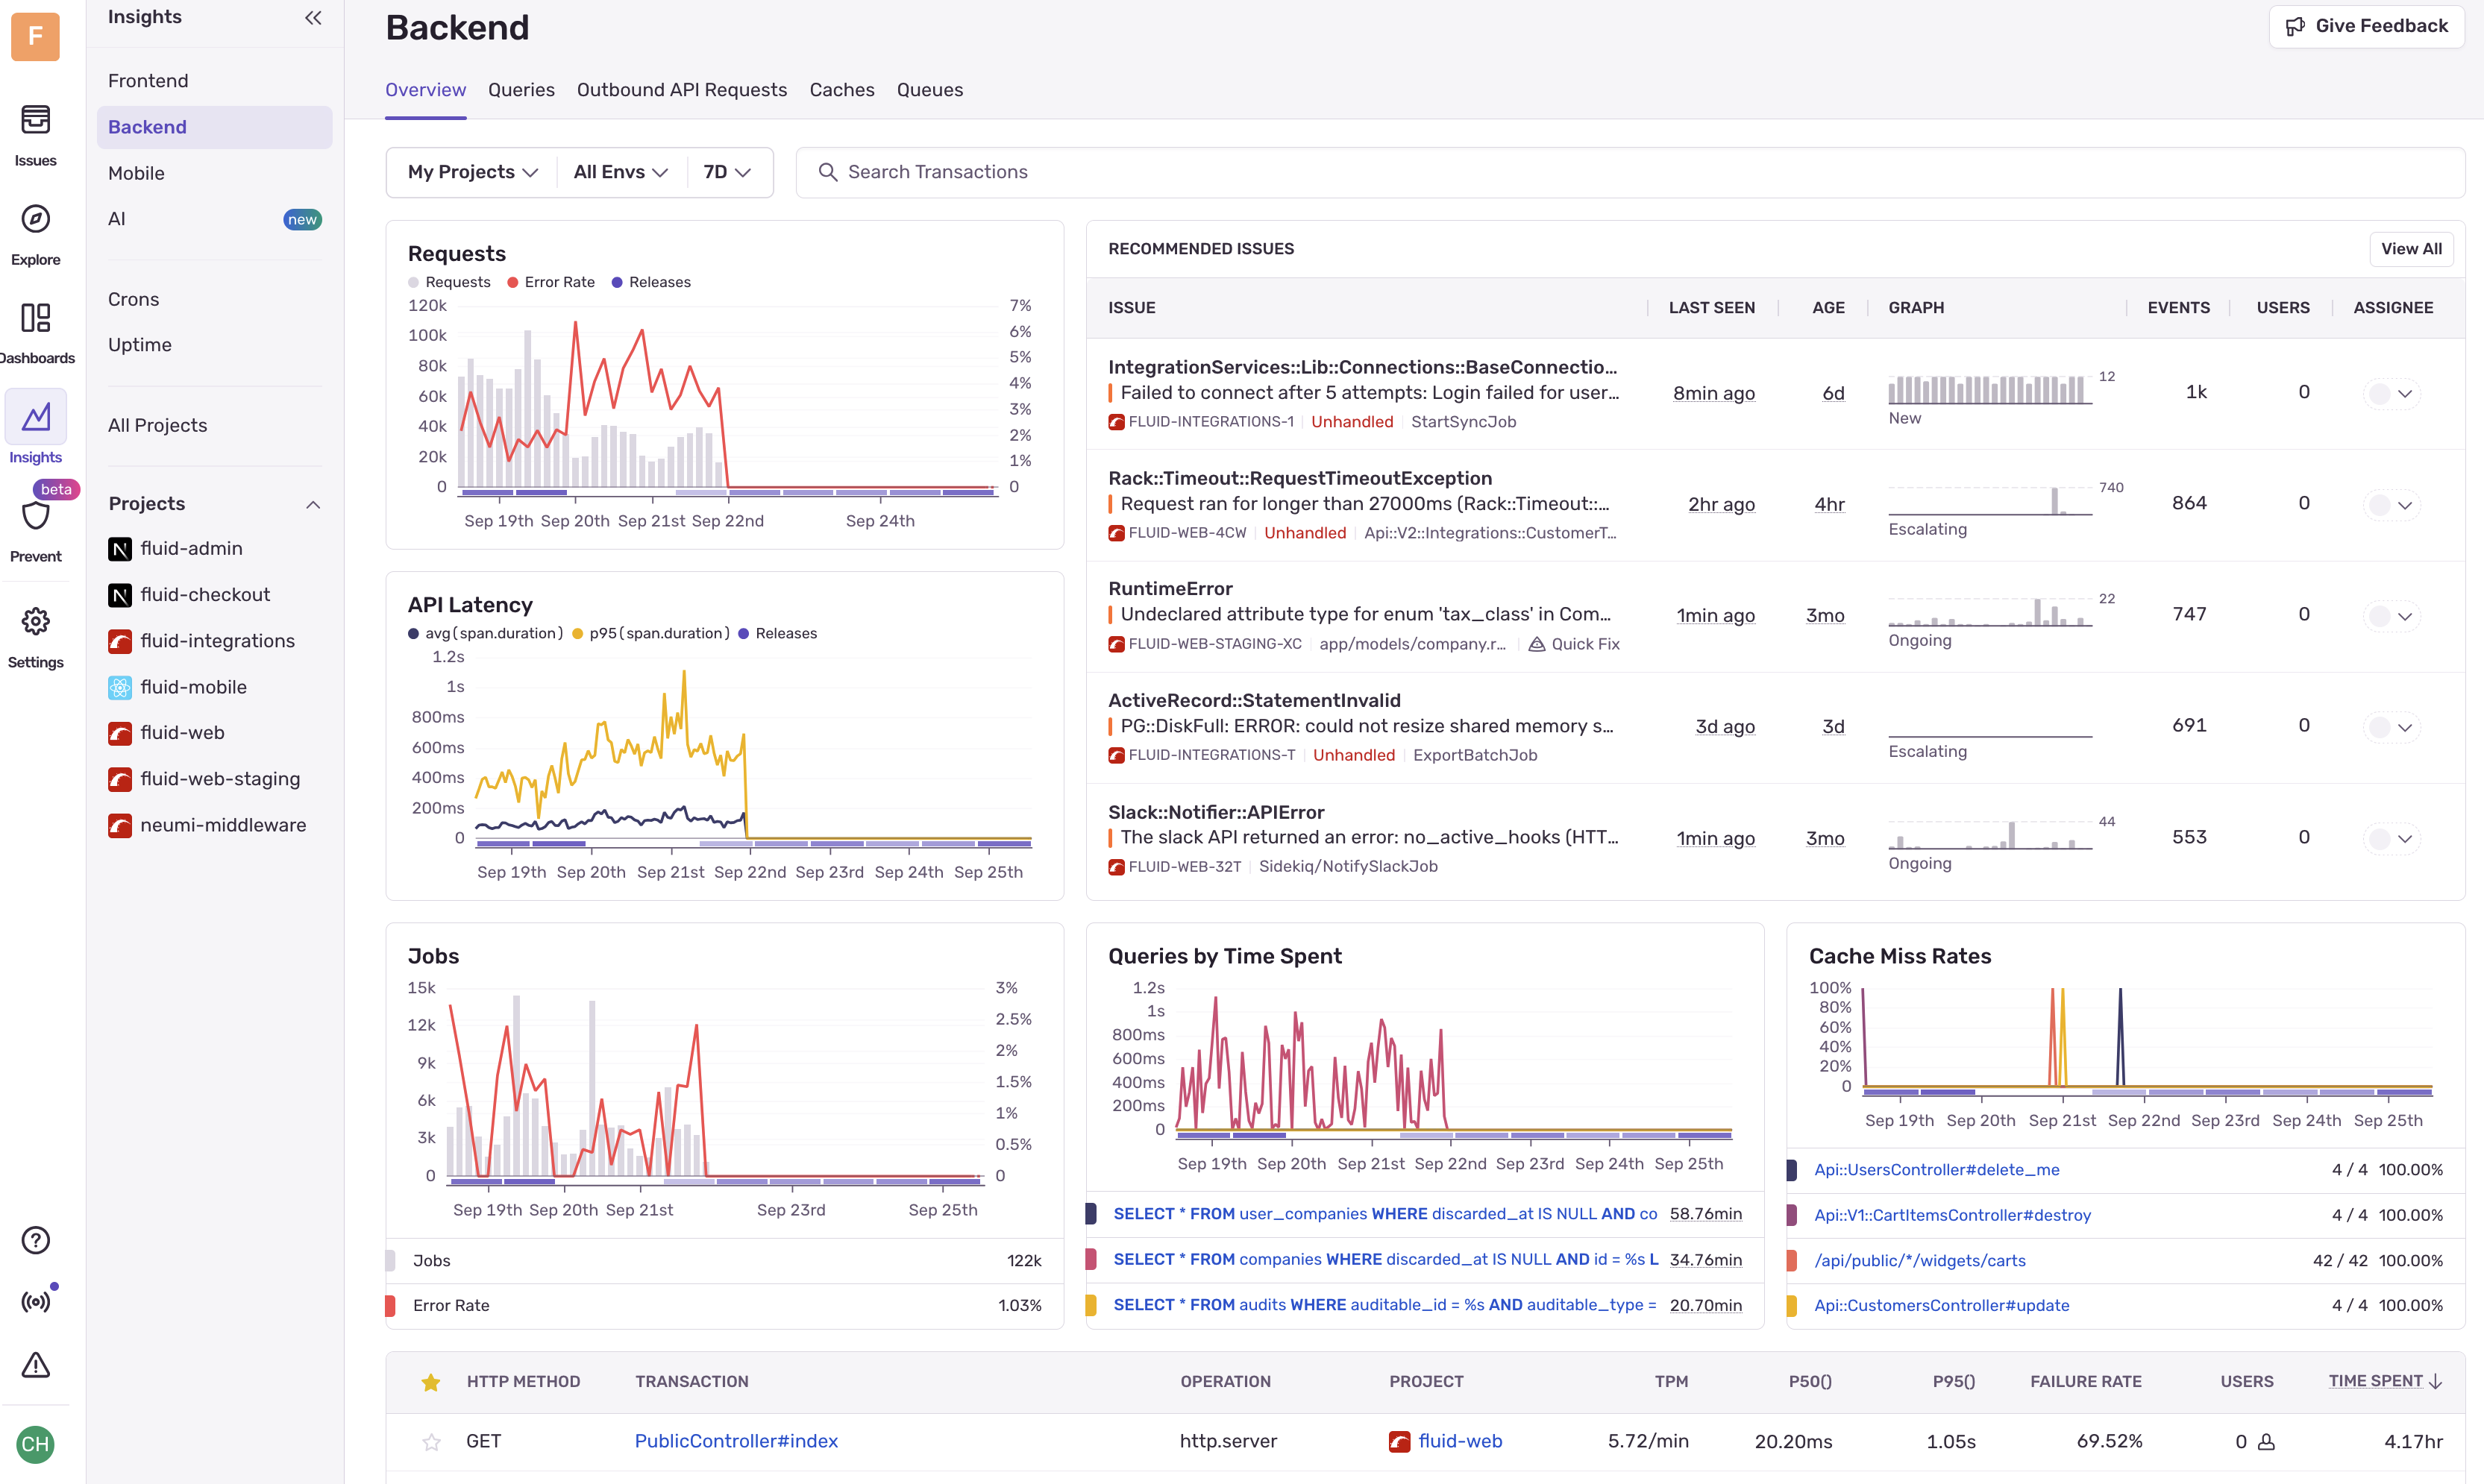 F
Issues
Explore
Dashboards
Insights
beta
Prevent
Settings
CH
Insights
Frontend
Backend
Mobile
AI new
Crons
Uptime
All Projects
Projects
fluid-admin
fluid-checkout
fluid-integrations
fluid-mobile
fluid-web
fluid-web-staging
neumi-middleware
Backend
Give Feedback
Overview Queries Outbound API Requests Caches Queues
My Projects All Envs 7D
Search Transactions
Requests
Requests Error Rate Releases
120k 7%
100k 6%
80k 5%
60k 4%
40k 3%
20k 2%
0 1%
0
Sep 19th Sep 20th Sep 21st Sep 22nd Sep 24th
API Latency
avg(span.duration) p95(span.duration) Releases
1.2s
1s
800ms
600ms
400ms
200ms
0
Sep 19th Sep 20th Sep 21st Sep 22nd Sep 23rd Sep 24th Sep 25th
RECOMMENDED ISSUES View All
ISSUE LAST SEEN AGE GRAPH EVENTS USERS ASSIGNEE
IntegrationServices::Lib::Connections::BaseConnectio...
Failed to connect after 5 attempts: Login failed for user... 8min ago 6d 12 1k 0
FLUID-INTEGRATIONS-1 Unhandled StartSyncJob New
Rack::Timeout::RequestTimeoutException
Request ran for longer than 27000ms (Rack::Timeout::... 2hr ago 4hr 740 864 0
FLUID-WEB-4CW Unhandled Api::V2::Integrations::CustomerT... Escalating
RuntimeError
Undeclared attribute type for enum 'tax_class' in Com... 1min ago 3mo 22 747 0
FLUID-WEB-STAGING-XC app/models/company.r... Quick Fix Ongoing
ActiveRecord::StatementInvalid
PG::DiskFull: ERROR: could not resize shared memory s... 3d ago 3d 691 0
FLUID-INTEGRATIONS-T Unhandled ExportBatchJob Escalating
Slack::Notifier::APIError
The slack API returned an error: no_active_hooks (HTT... 1min ago 3mo 44 553 0
FLUID-WEB-32T Sidekiq/NotifySlackJob Ongoing
Jobs
15k 3%
12k 2.5%
9k 2%
6k 1.5%
3k 1%
0 0.5%
0
Sep 19th Sep 20th Sep 21st Sep 23rd Sep 25th
Jobs 122k
Error Rate 1.03%
Queries by Time Spent
1.2s
1s
800ms
600ms
400ms
200ms
0
Sep 19th Sep 20th Sep 21st Sep 22nd Sep 23rd Sep 24th Sep 25th
SELECT * FROM user_companies WHERE discarded_at IS NULL AND co 58.76min
SELECT * FROM companies WHERE discarded_at IS NULL AND id = %s L 34.76min
SELECT * FROM audits WHERE auditable_id = %s AND auditable_type = 20.70min
Cache Miss Rates
100%
80%
60%
40%
20%
0
Sep 19th Sep 20th Sep 21st Sep 22nd Sep 23rd Sep 24th Sep 25th
Api::UsersController#delete_me 4 / 4 100.00%
Api::V1::CartItemsController#destroy 4 / 4 100.00%
/api/public/*/widgets/carts 42 / 42 100.00%
Api::CustomersController#update 4 / 4 100.00%
HTTP METHOD TRANSACTION OPERATION PROJECT TPM P50() P95() FAILURE RATE USERS TIME SPENT
GET PublicController#index http.server fluid-web 5.72/min 20.20ms 1.05s 69.52% 0 4.17hr